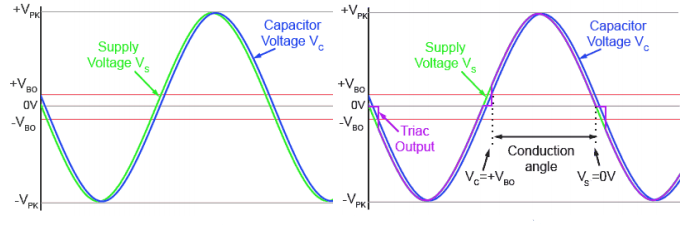 +VPK
Capacitor
Voltage Vc
Supply
Voltage Vs
+VBO
0V
-VBO
-VPK
+VPK
Capacitor
Voltage Vc
Supply
Voltage Vs
+VBO
0V
-VBO
Triac
Output
Conduction
angle
Vc=+VBO
Vs=0V
-VPK